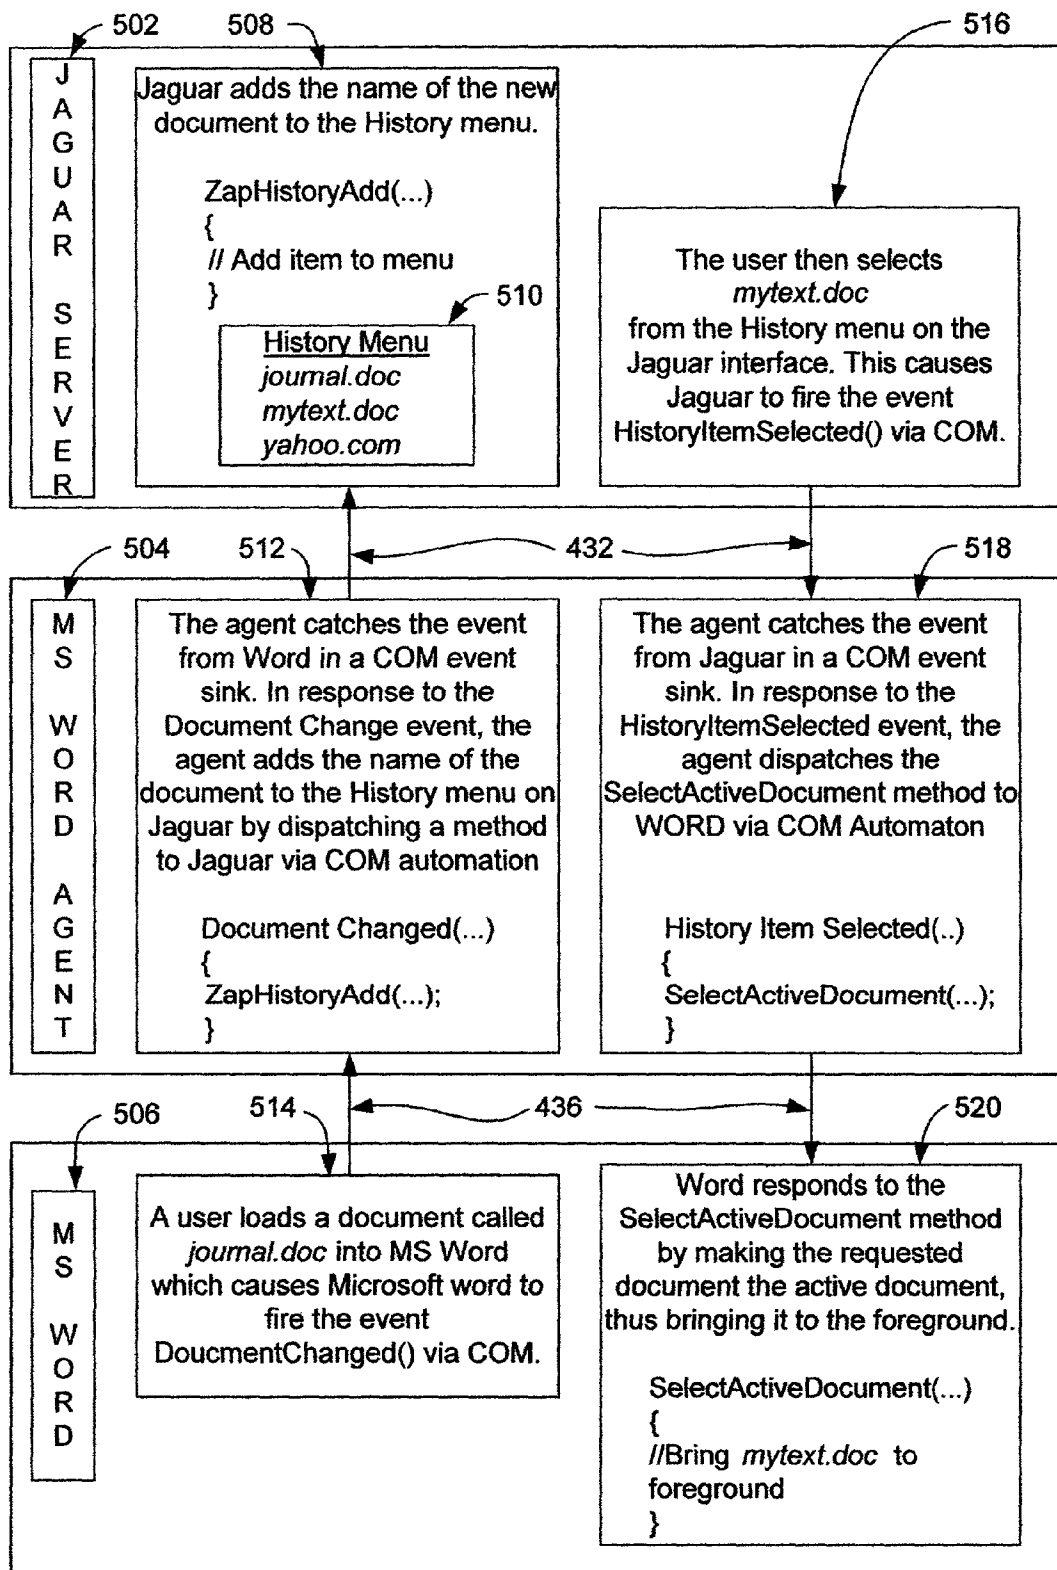 502
508
516
JAGUAR SERVER
Jaguar adds the name of the new
document to the History menu.
ZapHistoryAdd(...)
{
// Add item to menu
}
510
History Menu
journal.doc
mytext.doc
yahoo.com
The user then selects
mytext.doc
from the History menu on the
Jaguar interface. This causes
Jaguar to fire the event
HistoryItemSelected() via COM.
504
512
432
518
MS WORD AGENT
The agent catches the event
from Word in a COM event
sink. In response to the
Document Change event, the
agent adds the name of the
document to the History menu on
Jaguar by dispatching a method
to Jaguar via COM automation
Document Changed(...)
{
ZapHistoryAdd(...);
}
The agent catches the event
from Jaguar in a COM event
sink. In response to the
HistoryItemSelected event, the
agent dispatches the
SelectActiveDocument method to
WORD via COM Automaton
History Item Selected(..)
{
SelectActiveDocument(...);
}
506
514
436
520
MS WORD
A user loads a document called
journal.doc into MS Word
which causes Microsoft word to
fire the event
DoucmentChanged() via COM.
Word responds to the
SelectActiveDocument method
by making the requested
document the active document,
thus bringing it to the foreground.
SelectActiveDocument(...)
{
//Bring mytext.doc to
foreground
}